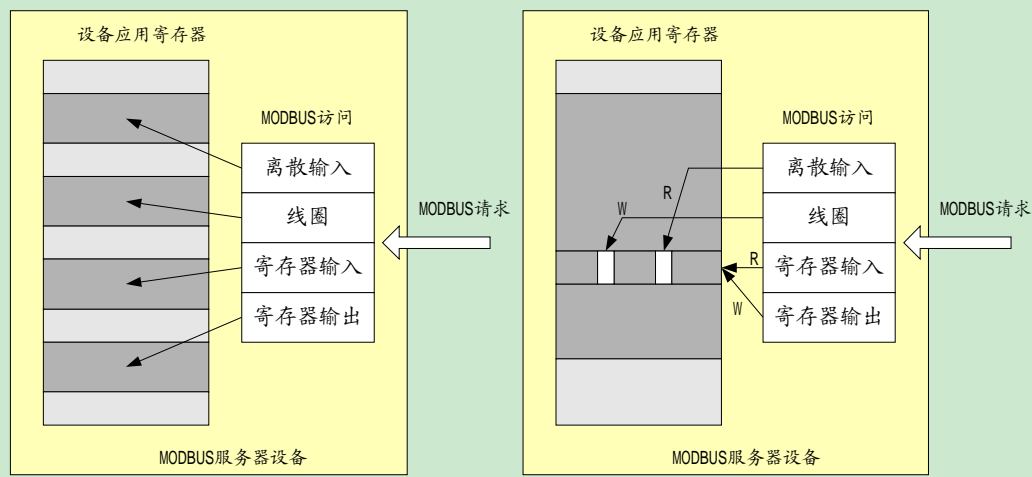 设备应用寄存器
MODBUS访问
离散输入
线圈
寄存器输入
寄存器输出
MODBUS请求
MODBUS服务器设备
设备应用寄存器
MODBUS访问
离散输入
R
W
线圈
R
寄存器输入
W
寄存器输出
MODBUS请求
MODBUS服务器设备